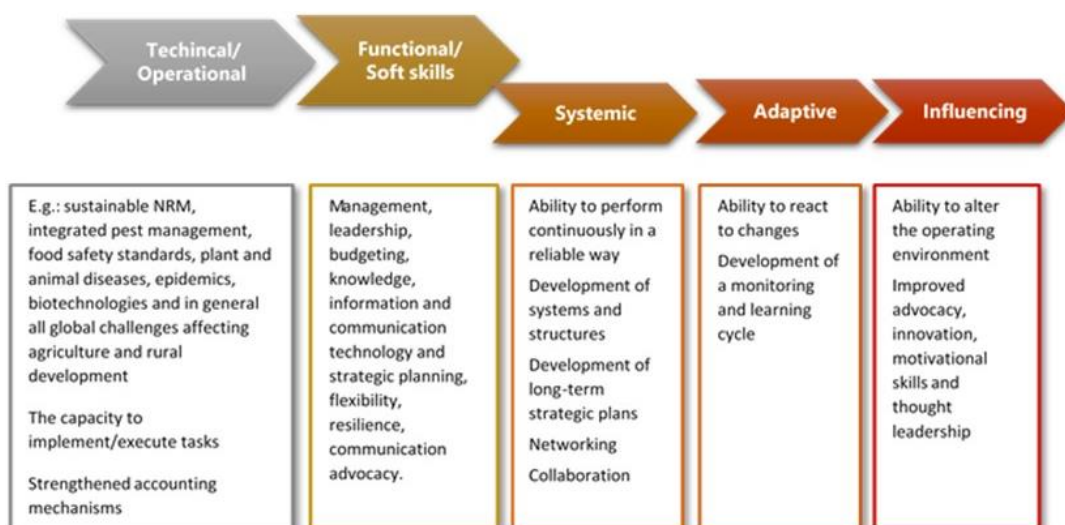 Techincal/
Operational
Functional/
Soft skills
Systemic
Adaptive
Influencing
E.g.: sustainable NRM,
integrated pest management,
food safety standards, plant and
animal diseases, epidemics,
biotechnologies and in general
all global challenges affecting
agriculture and rural
development
The capacity to
implement/execute tasks
Strengthened accounting
mechanisms
Management,
leadership,
budgeting,
knowledge,
information and
communication
technology and
strategic planning,
flexibility,
resilience,
communication
advocacy.
Ability to perform
continuously in a
reliable way
Development of
systems and
structures
Development of
long-term
strategic plans
Networking
Collaboration
Ability to react
to changes
Development of
a monitoring
and learning
cycle
Ability to alter
the operating
environment
Improved
advocacy,
innovation,
motivational
skills and
thought
leadership